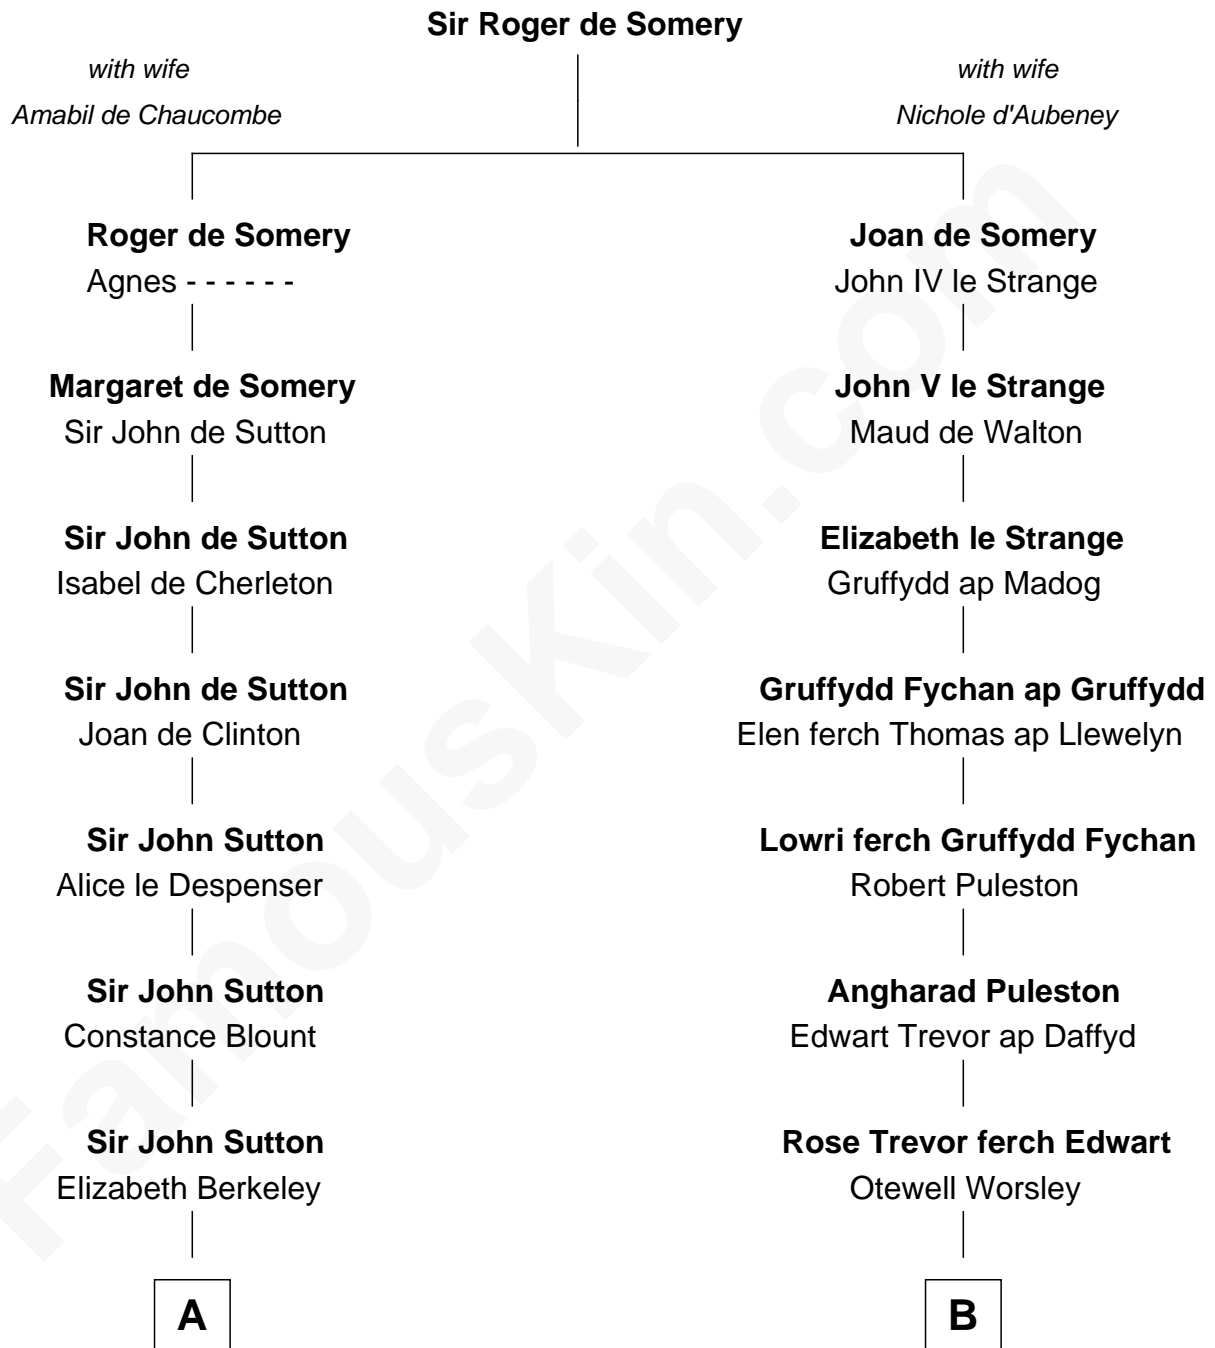 Sir Roger de Somery
with wife
Amabil de Chaucombe
with wife
Nichole d'Aubeney
Roger de Somery
Agnes - - - - - -
Joan de Somery
John IV le Strange
Margaret de Somery
Sir John de Sutton
John V le Strange
Maud de Walton
Sir John de Sutton
Isabel de Cherleton
Elizabeth le Strange
Gruffydd ap Madog
Sir John de Sutton
Joan de Clinton
Gruffydd Fychan ap Gruffydd
Elen ferch Thomas ap Llewelyn
Sir John Sutton
Alice le Despenser
Lowri ferch Gruffydd Fychan
Robert Puleston
Sir John Sutton
Constance Blount
Angharad Puleston
Edwart Trevor ap Daffyd
Sir John Sutton
Elizabeth Berkeley
Rose Trevor ferch Edwart
Otewell Worsley
A
B
FamousKin.com